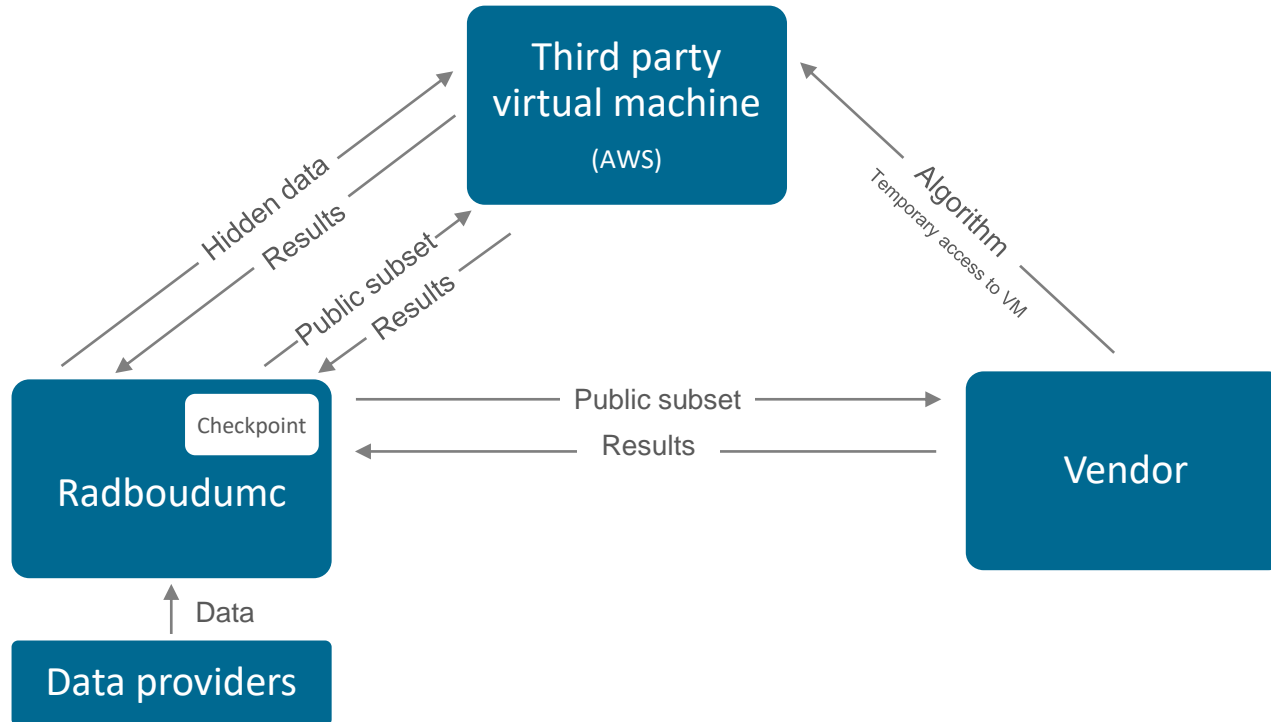 Third party
virtual machine
(AWS)
Hidden data
Results
Public subset
Results
Algorithm
Temporary access to VM
Checkpoint
Radboudumc
Public subset
Results
Vendor
Data
Data providers